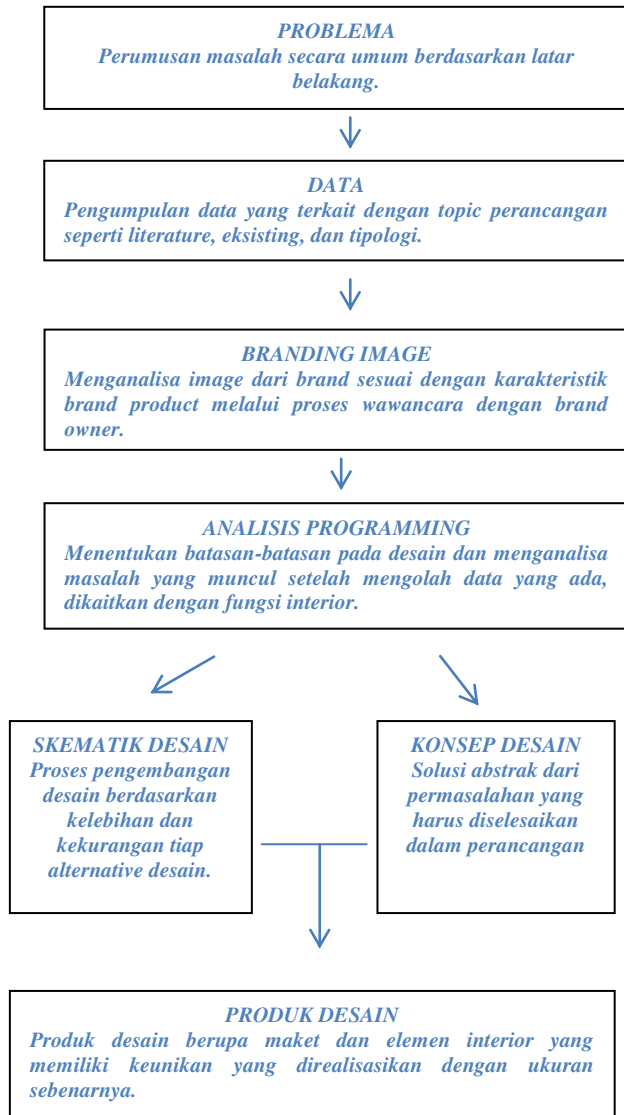 PROBLEMA
Perumusan masalah secara umum berdasarkan latar
belakang.
DATA
Pengumpulan data yang terkait dengan topic perancangan
seperti literature, eksisting, dan tipologi.
BRANDING IMAGE
Menganalisa image dari brand sesuai dengan karakteristik
brand product melalui proses wawancara dengan brand
owner.
ANALISIS PROGRAMMING
Menentukan batasan-batasan pada desain dan menganalisa
masalah yang muncul setelah mengolah data yang ada,
dikaitkan dengan fungsi interior.
SKEMATIK DESAIN
Proses pengembangan
desain berdasarkan
kelebihan dan
kekurangan tiap
alternative desain.
KONSEP DESAIN
Solusi abstrak dari
permasalahan yang
harus diselesaikan
dalam perancangan
PRODUK DESAIN
Produk desain berupa maket dan elemen interior yang
memiliki keunikan yang direalisasikan dengan ukuran
sebenarnya.